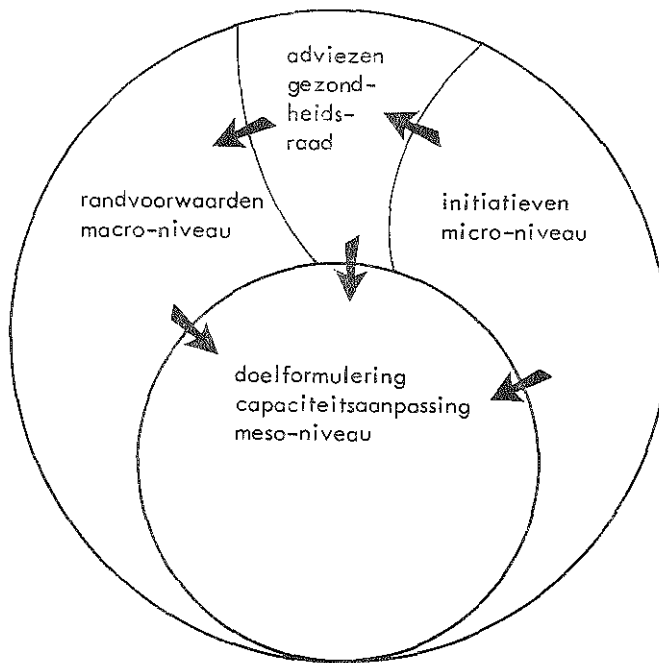 adviezen
gezond-
heids-
raad
randvoorwaarden
macro-niveau
initiatieven
micro-niveau
doelformulering
capaciteitsaanpassing
meso-niveau